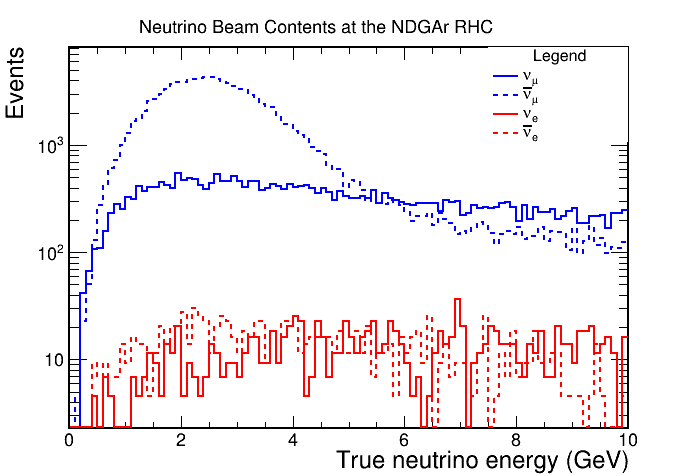 Neutrino Beam Contents at the NDGAr RHC
Events
Legend
ν_μ
ν̅_μ
ν_e
ν̅_e
10³
10²
10
0 2 4 6 8 10
True neutrino energy (GeV)